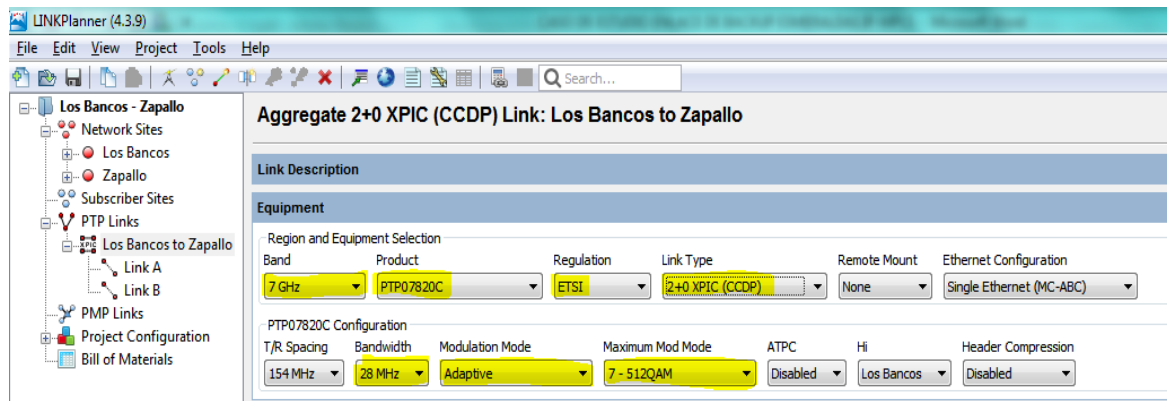 LINKPlanner (4.3.9)
File Edit View Project Tools Help
Search...
Los Bancos - Zapallo
Network Sites
Los Bancos
Zapallo
Subscriber Sites
PTP Links
XPIC Los Bancos to Zapallo
Link A
Link B
PMP Links
Project Configuration
Bill of Materials
Aggregate 2+0 XPIC (CCDP) Link: Los Bancos to Zapallo
Link Description
Equipment
Region and Equipment Selection
Band Product Regulation Link Type Remote Mount Ethernet Configuration
7 GHz PTP07820C ETSI 2+0 XPIC (CCDP) None Single Ethernet (MC-ABC)
PTP07820C Configuration
T/R Spacing Bandwidth Modulation Mode Maximum Mod Mode ATPC Hi Header Compression
154 MHz 28 MHz Adaptive 7 - 512QAM Disabled Los Bancos Disabled